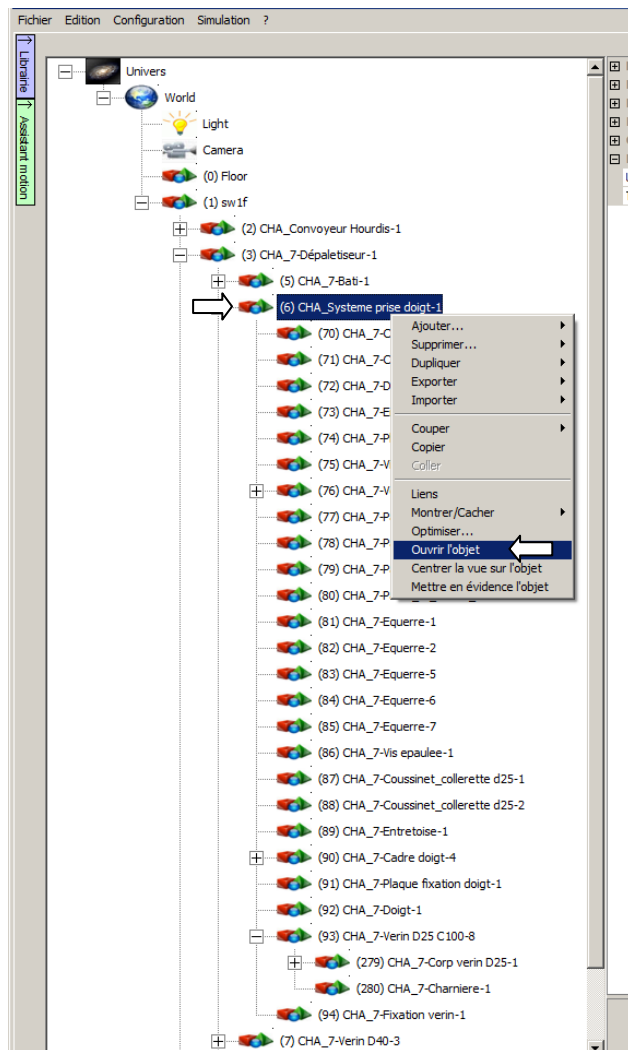 Fichier Edition Configuration Simulation ?
Librairie
Assistant motion
Univers
World
Light
Camera
(0) Floor
(1) sw1f
(2) CHA_Convoyeur Hourdis-1
(3) CHA_7-Dépaletiseur-1
(5) CHA_7-Bati-1
(6) CHA_Systeme prise doigt-1
(70) CHA_7-C
(71) CHA_7-C
(72) CHA_7-D
(73) CHA_7-E
(74) CHA_7-P
(75) CHA_7-V
(76) CHA_7-V
(77) CHA_7-P
(78) CHA_7-P
(79) CHA_7-P
(80) CHA_7-P
Ajouter...
Supprimer...
Dupliquer
Exporter
Importer
Couper
Copier
Coller
Liens
Montrer/Cacher
Optimiser...
Ouvrir l'objet
Centrer la vue sur l'objet
Mettre en évidence l'objet
(81) CHA_7-Equerre-1
(82) CHA_7-Equerre-2
(83) CHA_7-Equerre-5
(84) CHA_7-Equerre-6
(85) CHA_7-Equerre-7
(86) CHA_7-Vis epaulee-1
(87) CHA_7-Coussinet_collerette d25-1
(88) CHA_7-Coussinet_collerette d25-2
(89) CHA_7-Entretoise-1
(90) CHA_7-Cadre doigt-4
(91) CHA_7-Plaque fixation doigt-1
(92) CHA_7-Doigt-1
(93) CHA_7-Verin D25 C100-8
(279) CHA_7-Corp verin D25-1
(280) CHA_7-Charniere-1
(94) CHA_7-Fixation verin-1
(7) CHA_7-Verin D40-3